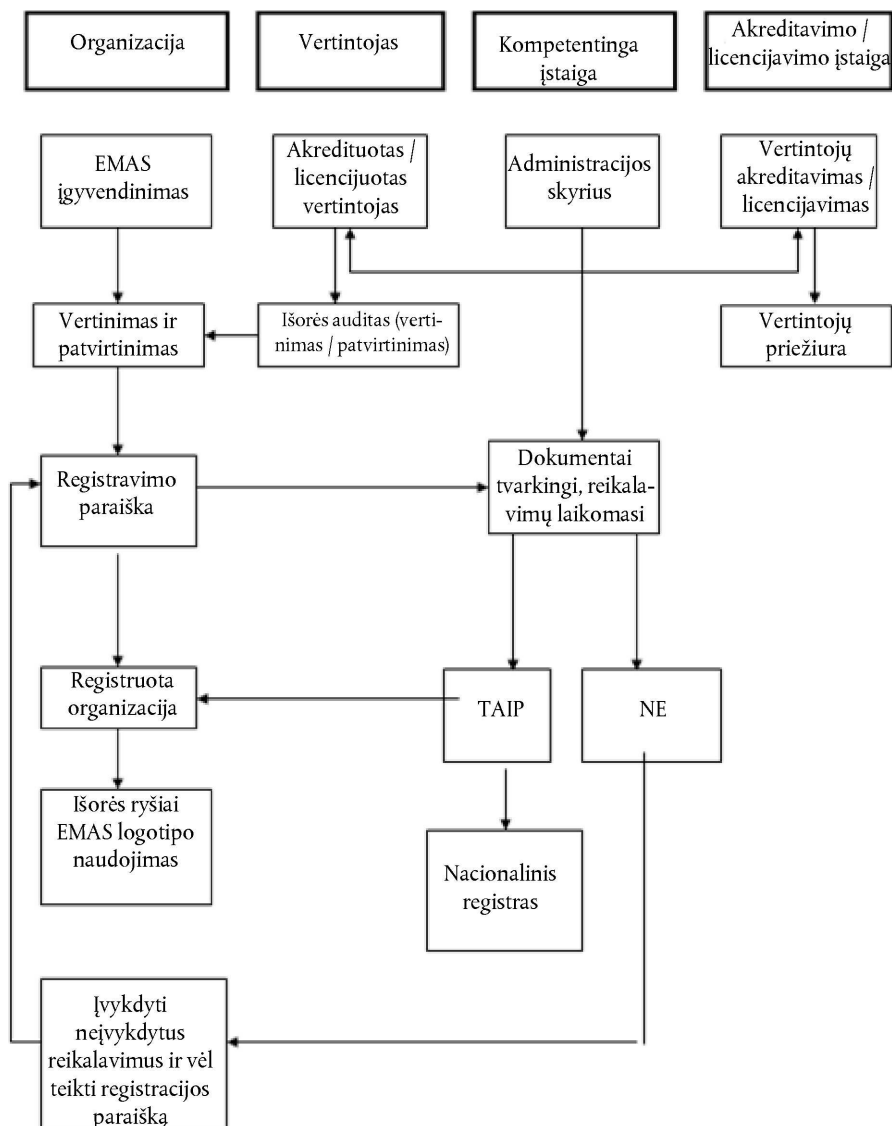 Organizacija
Vertintojas
Kompetentinga
įstaiga
Akreditavimo /
licencijavimo įstaiga
EMAS
įgyvendinimas
Akredituotas /
licencijuotas
vertintojas
Administracijos
skyrius
Vertintojų
akreditavimas /
licencijavimas
Vertinimas ir
patvirtinimas
Išorės auditas (verti-
nimas / patvirtinimas)
Vertintojų
priežiura
Registravimo
paraiška
Dokumentai
tvarkingi, reikala-
vimų laikomasi
Registruota
organizacija
TAIP
NE
Išorės ryšiai
EMAS logotipo
naudojimas
Nacionalinis
registras
Įvykdyti
neįvykdytus
reikalavimus ir vėl
teikti registracijos
paraišką